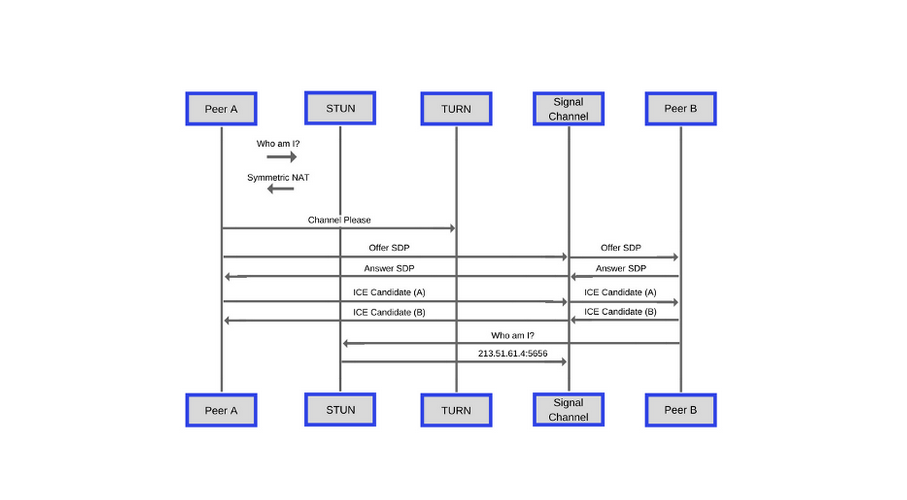 Peer A
STUN
TURN
Signal
Channel
Peer B
Who am I?
Symmetric NAT
Channel Please
Offer SDP
Offer SDP
Answer SDP
Answer SDP
ICE Candidate (A)
ICE Candidate (A)
ICE Candidate (B)
ICE Candidate (B)
Who am I?
213.51.61.4:5656
Peer A
STUN
TURN
Signal
Channel
Peer B